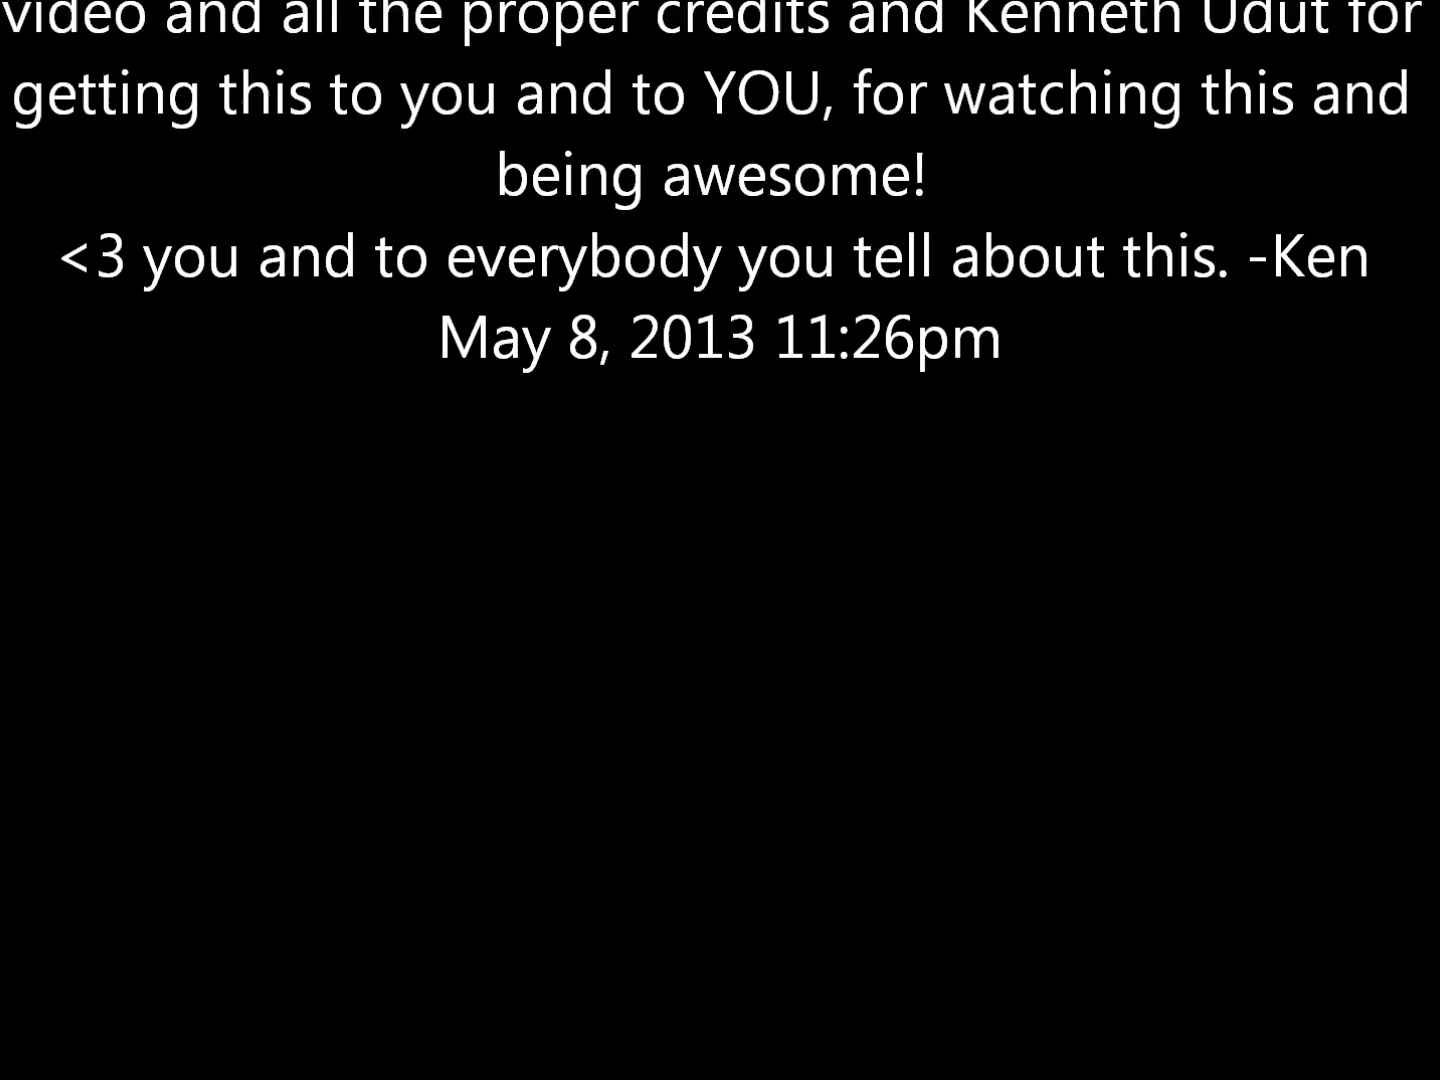 video and all the proper credits and Kenneth Udut for
getting this to you and to YOU, for watching this and
being awesome!
<3 you and to everybody you tell about this. -Ken
May 8, 2013 11:26pm